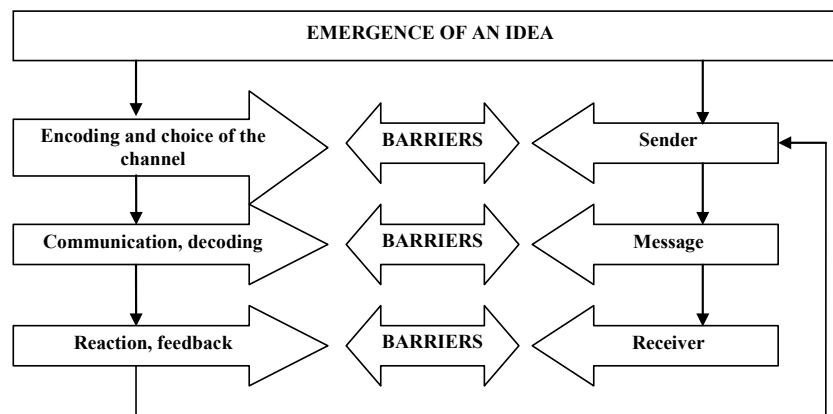 EMERGENCE OF AN IDEA
Encoding and choice of the
channel
BARRIERS
Sender
Communication, decoding
BARRIERS
Message
Reaction, feedback
BARRIERS
Receiver